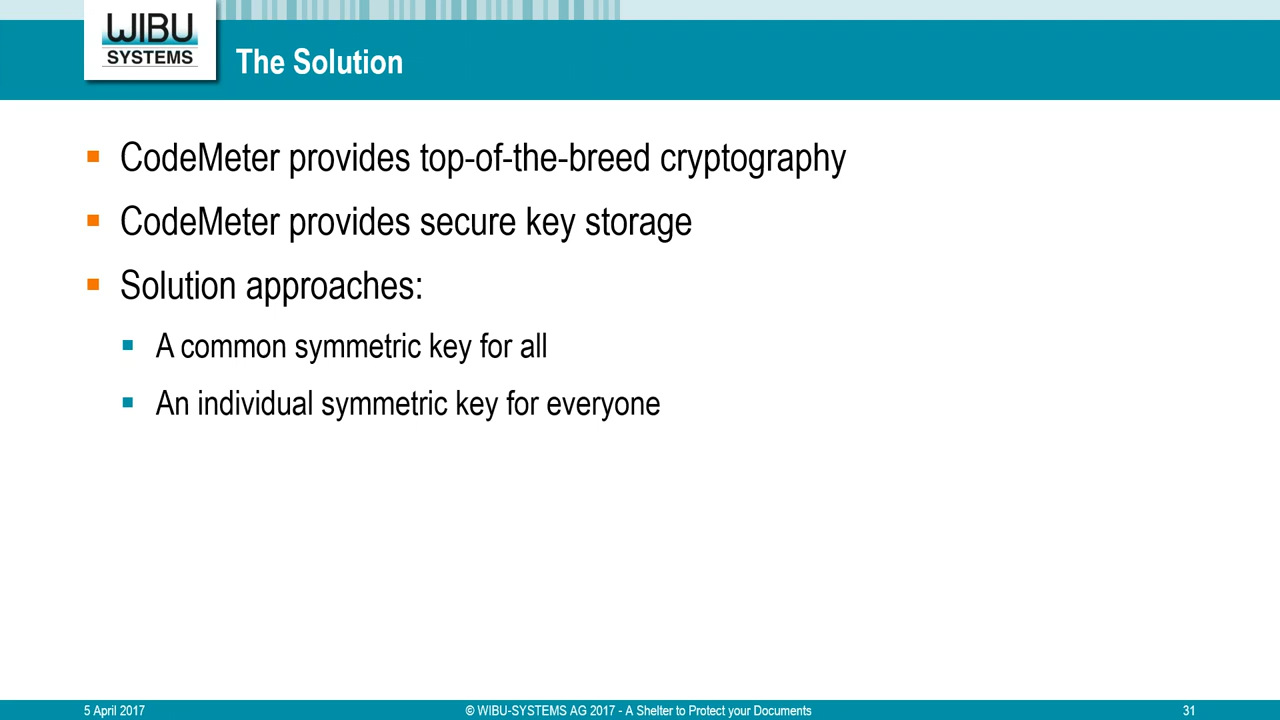 WIBU
SYSTEMS
The Solution
CodeMeter provides top-of-the-breed cryptography
CodeMeter provides secure key storage
Solution approaches:
A common symmetric key for all
An individual symmetric key for everyone
5 April 2017
© WIBU-SYSTEMS AG 2017 - A Shelter to Protect your Documents
31